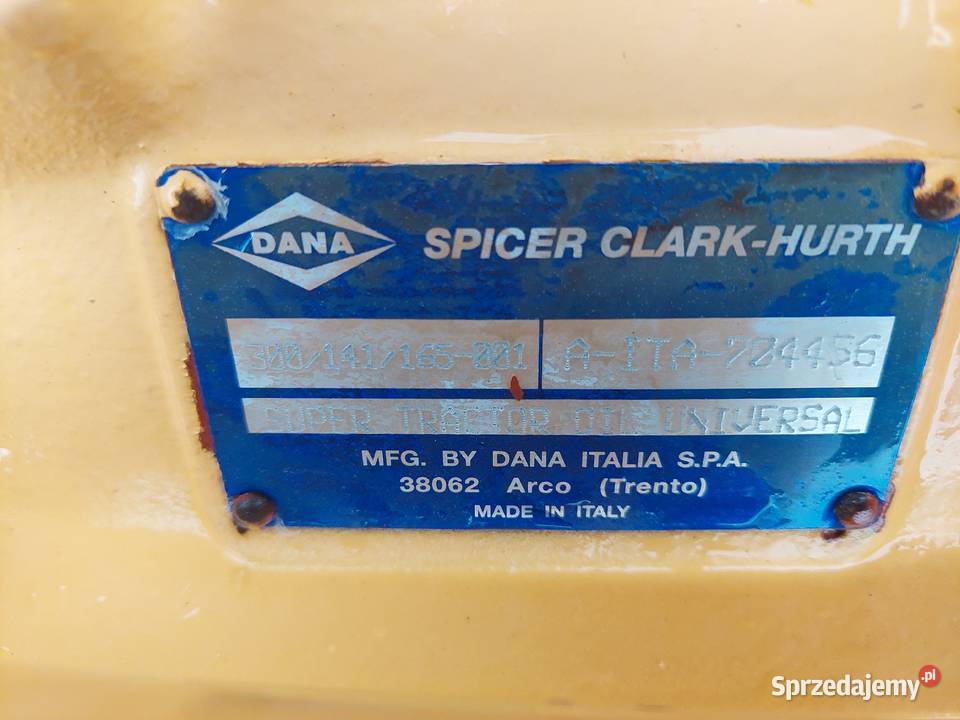 DANA
SPICER CLARK-HURTH
300/141/165-001 A-ITA-704456
SUPER TRACTOR OIL UNIVERSAL
MFG. BY DANA ITALIA S.P.A.
38062 Arco (Trento)
MADE IN ITALY
Sprzedajemy.pl